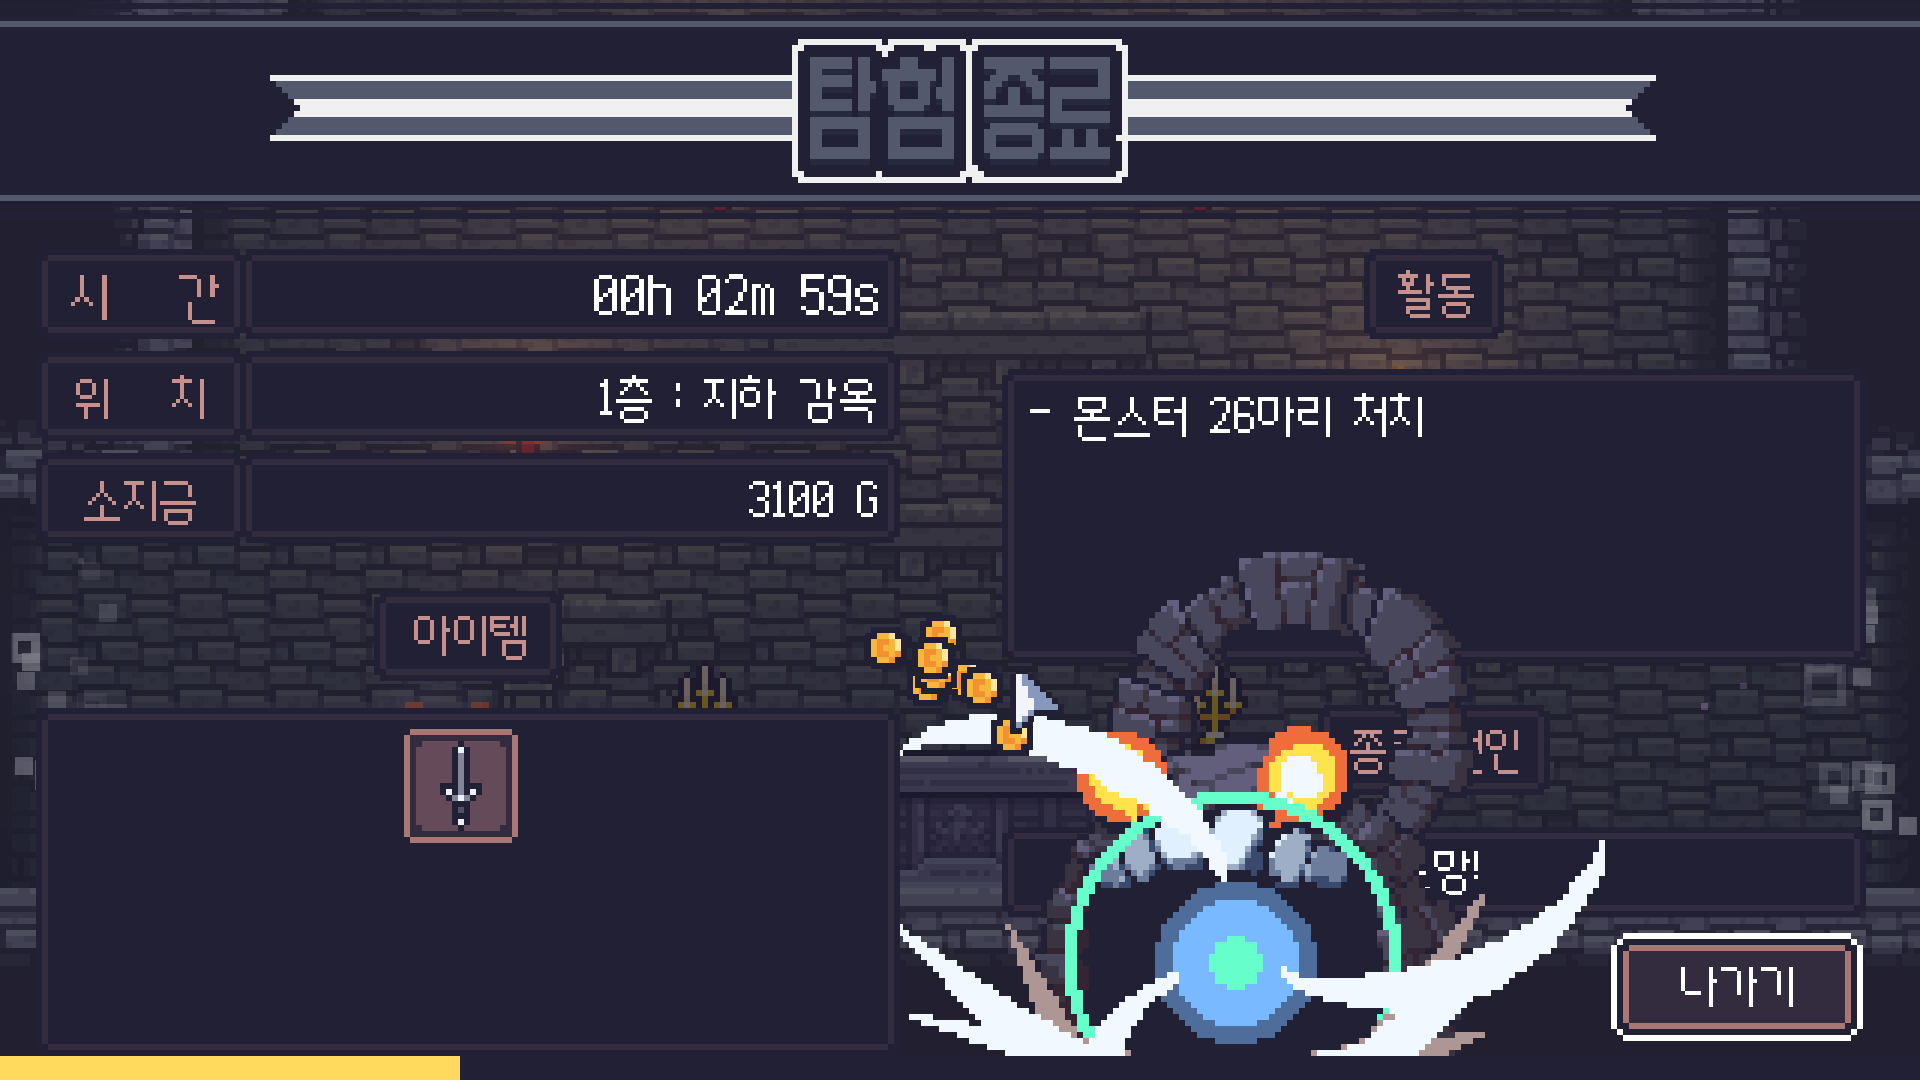 탐험 종료
시 간
00h 02m 59s
위 치
1층 : 지하 감옥
소지금
3100 G
아이템
활동
- 몬스터 26마리 처치
나가기